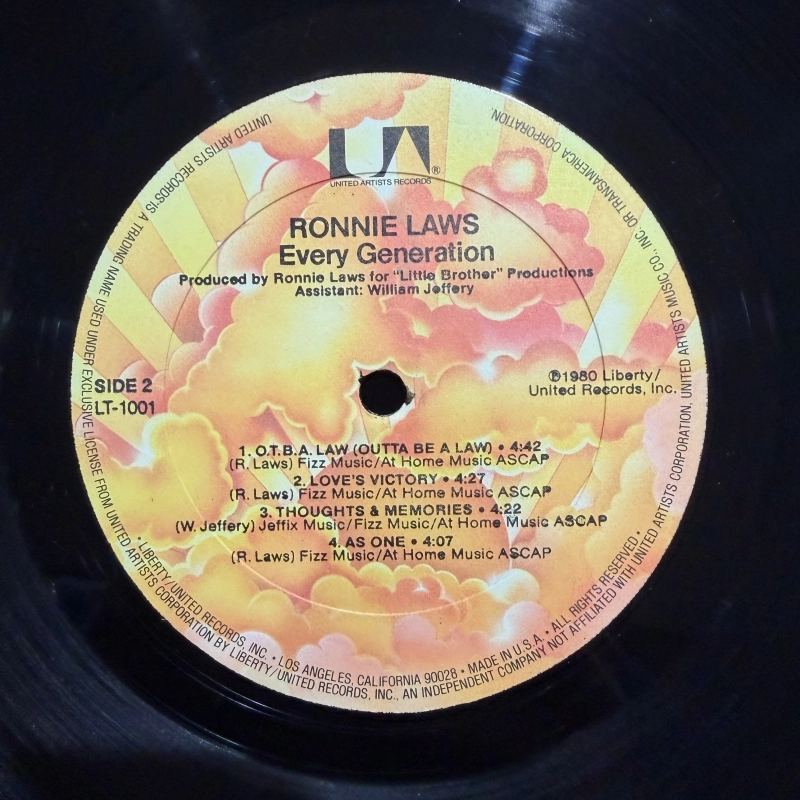 UA®
UNITED ARTISTS RECORDS
RONNIE LAWS
Every Generation
Produced by Ronnie Laws for "Little Brother" Productions
Assistant: William Jeffery
SIDE 2
LT-1001
℗1980 Liberty/
United Records, Inc.
1. O.T.B.A. LAW (OUTTA BE A LAW) • 4:42
(R. Laws) Fizz Music/At Home Music ASCAP
2. LOVE'S VICTORY • 4:27
(R. Laws) Fizz Music/At Home Music ASCAP
3. THOUGHTS & MEMORIES • 4:22
(W. Jeffery) Jeffix Music/Fizz Music/At Home Music ASCAP
4. AS ONE • 4:07
(R. Laws) Fizz Music/At Home Music ASCAP
• LIBERTY/UNITED RECORDS, INC. • LOS ANGELES, CALIFORNIA 90028 • MADE IN U.S.A. • ALL RIGHTS RESERVED •
UNITED ARTISTS RECORDS IS A TRADING NAME USED UNDER EXCLUSIVE LICENSE FROM UNITED ARTISTS CORPORATION BY LIBERTY/UNITED RECORDS, INC., AN INDEPENDENT COMPANY NOT AFFILIATED WITH UNITED ARTISTS CORPORATION, UNITED ARTISTS MUSIC CO., INC. OR TRANSAMERICA CORPORATION.